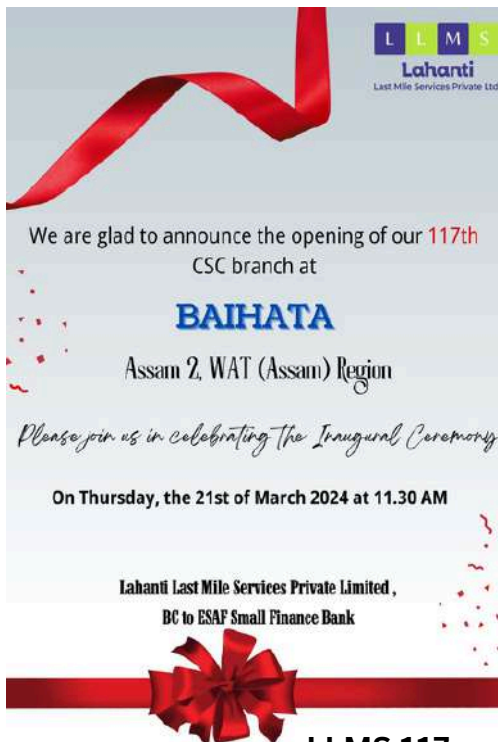 L L M S
Lahanti
Last Mile Services Private Ltd
We are glad to announce the opening of our 117th
CSC branch at
BAIHATA
Assam 2, WAT (Assam) Region
Please join us in celebrating the Inaugural Ceremony
On Thursday, the 21st of March 2024 at 11.30 AM
Lahanti Last Mile Services Private Limited ,
BC to ESAF Small Finance Bank
LLMS 117